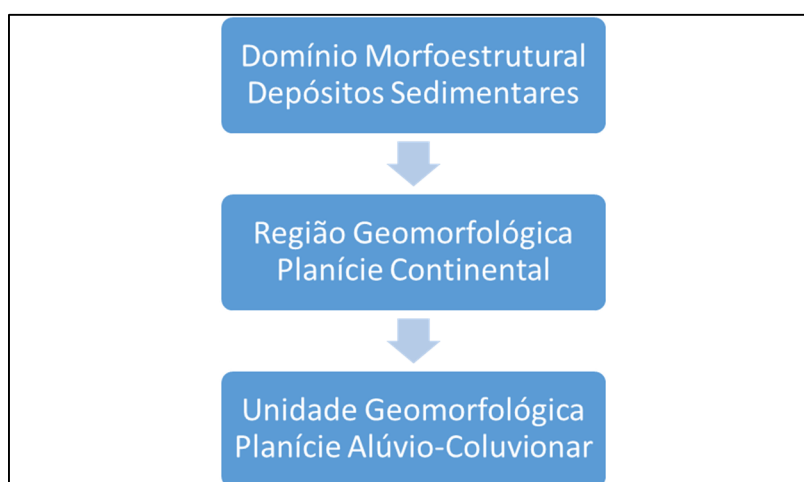 Domínio Morfoestrutural
Depósitos Sedimentares
Região Geomorfológica
Planície Continental
Unidade Geomorfológica
Planície Alúvio-Coluvionar